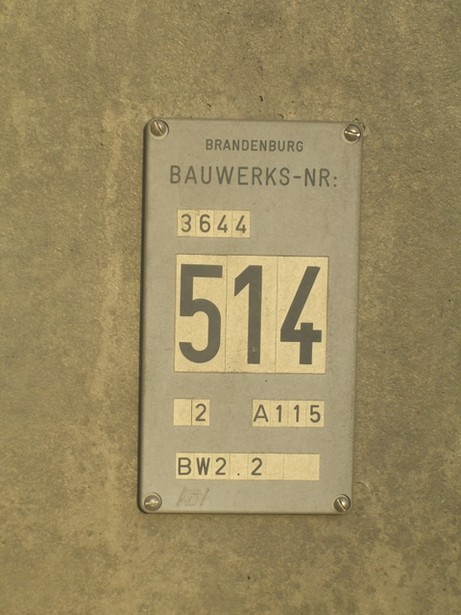 BRANDENBURG
BAUWERKS-NR:
3644
514
2 A115
BW2.2